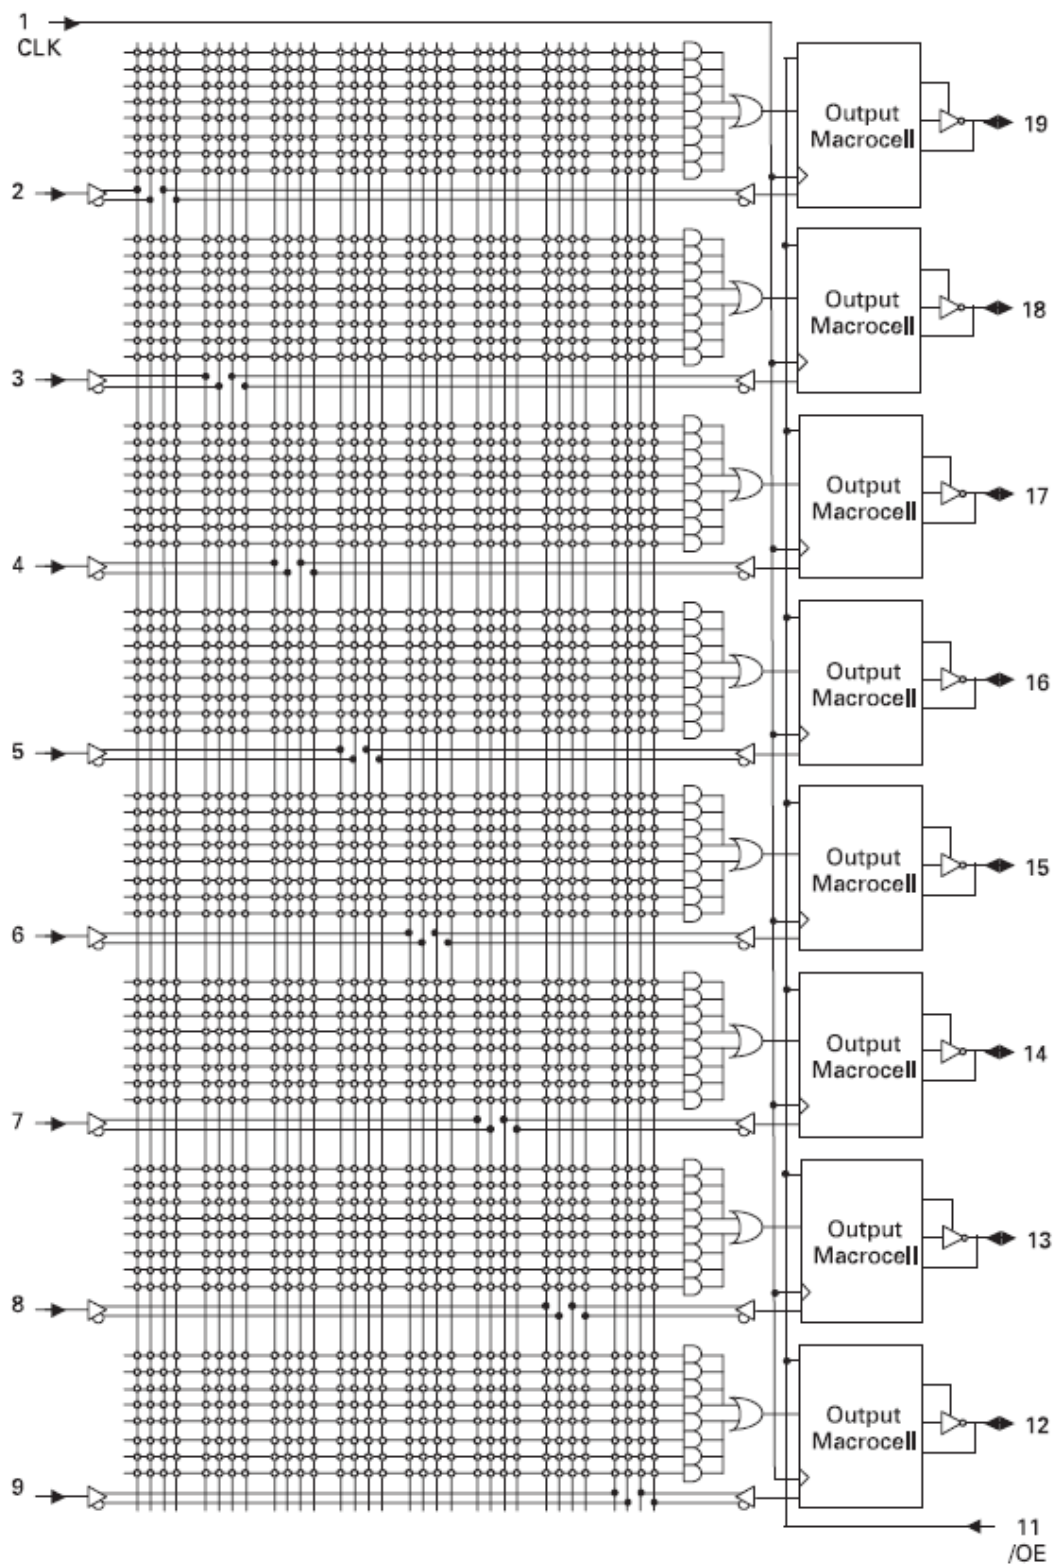 1
CLK
Output
Macrocell
19
2
Output
Macrocell
18
3
Output
Macrocell
17
4
Output
Macrocell
16
5
Output
Macrocell
15
6
Output
Macrocell
14
7
Output
Macrocell
13
8
Output
Macrocell
12
9
11
/OE